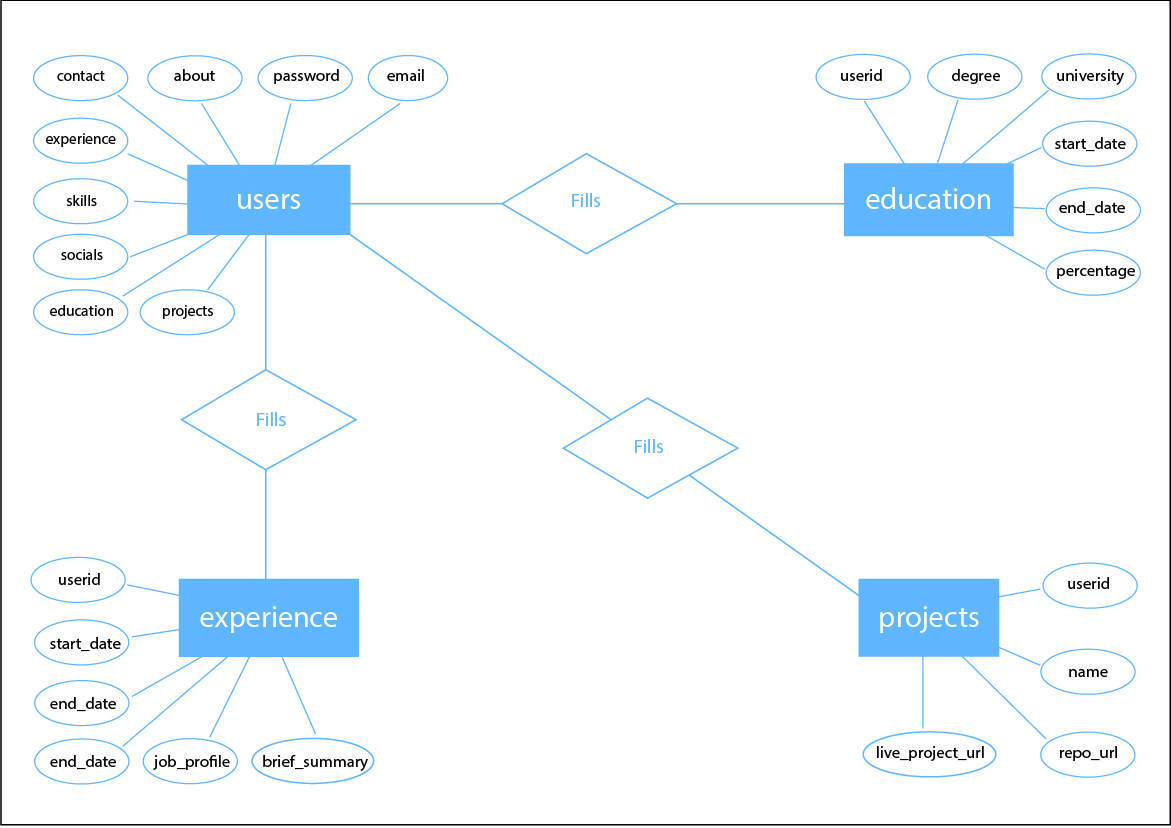 contact
about
password
email
experience
skills
socials
education
projects
users
Fills
userid
degree
university
start_date
end_date
percentage
education
Fills
Fills
userid
start_date
end_date
end_date
job_profile
brief_summary
experience
projects
userid
name
live_project_url
repo_url